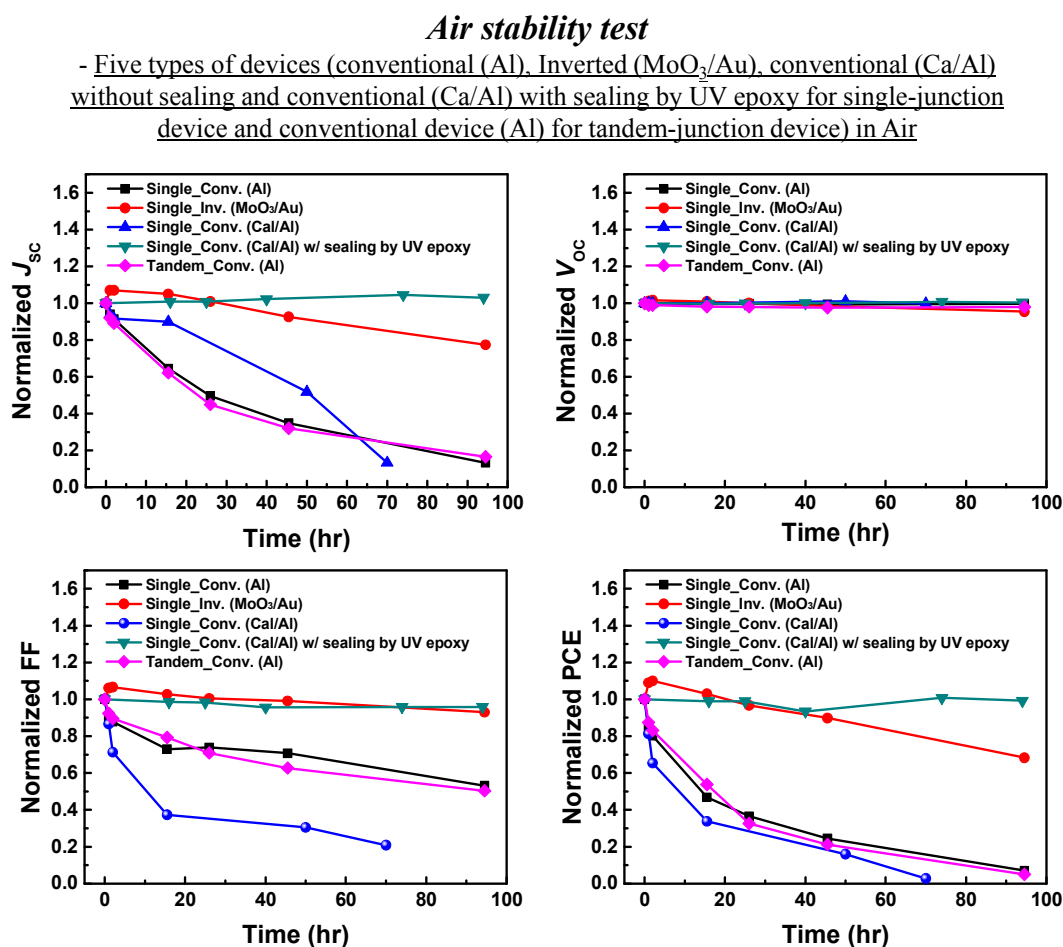 Air stability test
- Five types of devices (conventional (Al), Inverted (MoO3/Au), conventional (Ca/Al)
without sealing and conventional (Ca/Al) with sealing by UV epoxy for single-junction
device and conventional device (Al) for tandem-junction device) in Air
Normalized JSC
1.6
1.4
1.2
1.0
0.8
0.6
0.4
0.2
0.0
Single_Conv. (Al)
Single_Inv. (MoO3/Au)
Single_Conv. (Cal/Al)
Single_Conv. (Cal/Al) w/ sealing by UV epoxy
Tandem_Conv. (Al)
0 10 20 30 40 50 60 70 80 90 100
Time (hr)
Normalized VOC
1.6
1.4
1.2
1.0
0.8
0.6
0.4
0.2
0.0
Single_Conv. (Al)
Single_Inv. (MoO3/Au)
Single_Conv. (Cal/Al)
Single_Conv. (Cal/Al) w/ sealing by UV epoxy
Tandem_Conv. (Al)
0 20 40 60 80 100
Time (hr)
Normalized FF
1.6
1.4
1.2
1.0
0.8
0.6
0.4
0.2
0.0
Single_Conv. (Al)
Single_Inv. (MoO3/Au)
Single_Conv. (Cal/Al)
Single_Conv. (Cal/Al) w/ sealing by UV epoxy
Tandem_Conv. (Al)
0 20 40 60 80 100
Time (hr)
Normalized PCE
1.6
1.4
1.2
1.0
0.8
0.6
0.4
0.2
0.0
Single_Conv. (Al)
Single_Inv. (MoO3/Au)
Single_Conv. (Cal/Al)
Single_Conv. (Cal/Al) w/ sealing by UV epoxy
Tandem_Conv. (Al)
0 20 40 60 80 100
Time (hr)